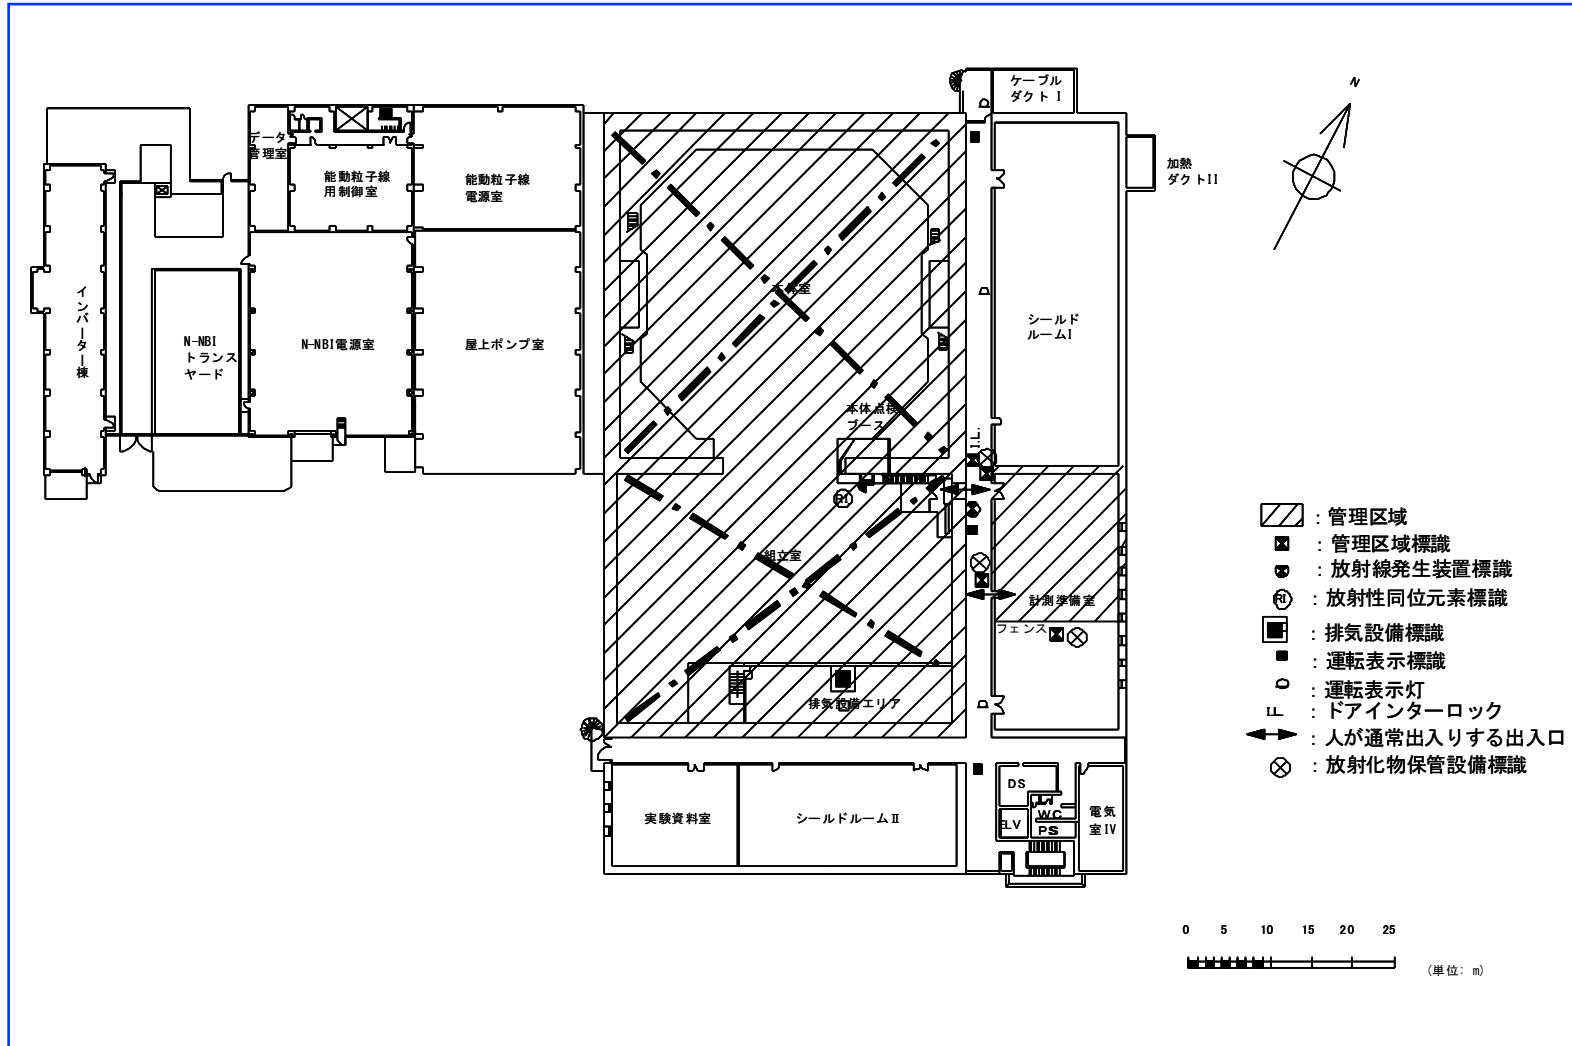 ケーブル
ダクト I
N
データ
管理室
能動粒子線
用制御室
能動粒子線
電源室
加熱
ダクトII
本体室
インバーター棟
N-NBI
トランス
ヤード
N-NBI電源室
屋上ポンプ室
シールド
ルームI
本体点検
ブース
I.L.
RI
組立室
計測準備室
フェンス
排気設備エリア
実験資料室
シールドルームⅡ
DS
ELV
WC
PS
電気
室IV
：管理区域
：管理区域標識
：放射線発生装置標識
RI ：放射性同位元素標識
：排気設備標識
：運転表示標識
：運転表示灯
I.L. ：ドアインターロック
：人が通常出入りする出入口
：放射化物保管設備標識
0 5 10 15 20 25
(単位: m)